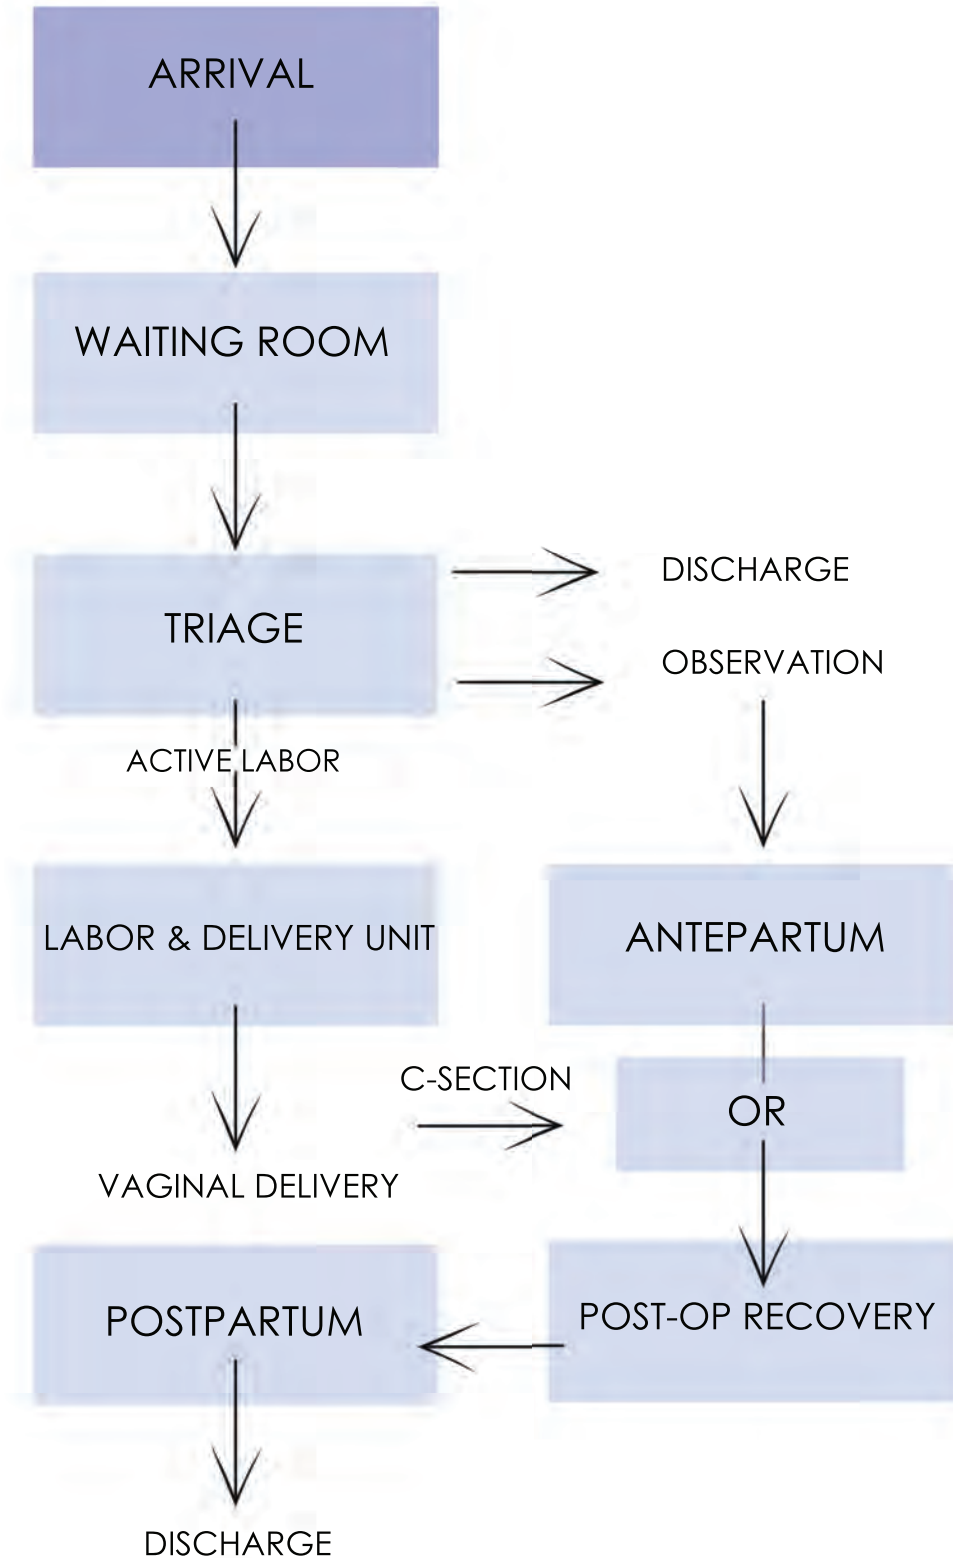 ARRIVAL
WAITING ROOM
TRIAGE
DISCHARGE
OBSERVATION
ACTIVE LABOR
LABOR & DELIVERY UNIT
ANTEPARTUM
C-SECTION
OR
VAGINAL DELIVERY
POSTPARTUM
POST-OP RECOVERY
DISCHARGE